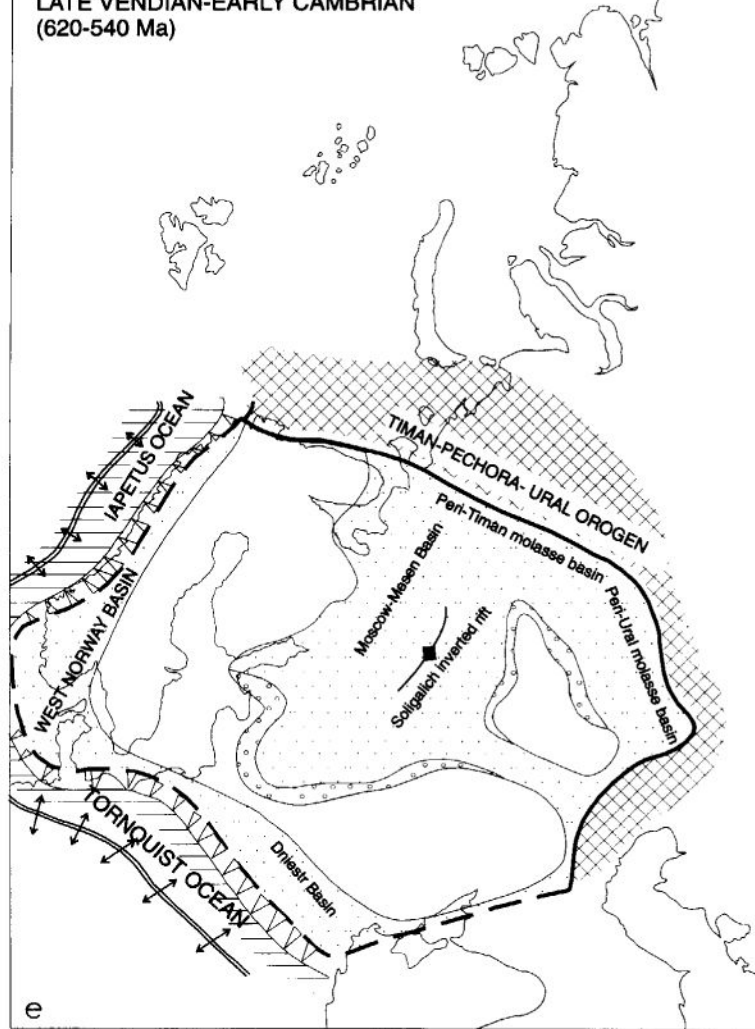 LATE VENDIAN-EARLY CAMBRIAN
(620-540 Ma)
IAPETUS OCEAN
TIMAN-PECHORA-URAL OROGEN
Peri-Timan molasse basin
Moscow-Mesen Basin
Peri-Ural molasse basin
Soligalich inverted rift
WEST NORWAY BASIN
TORNQUIST OCEAN
Dniestr Basin
e